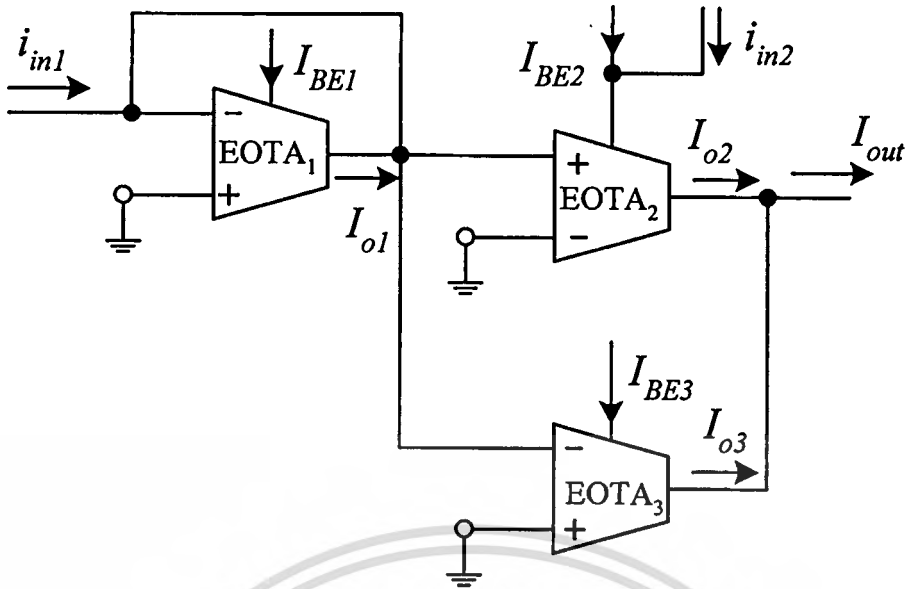 i_in1
I_BE1
−
EOTA_1
+
I_o1
I_BE2
i_in2
+
EOTA_2
−
I_o2
I_out
I_BE3
−
EOTA_3
+
I_o3